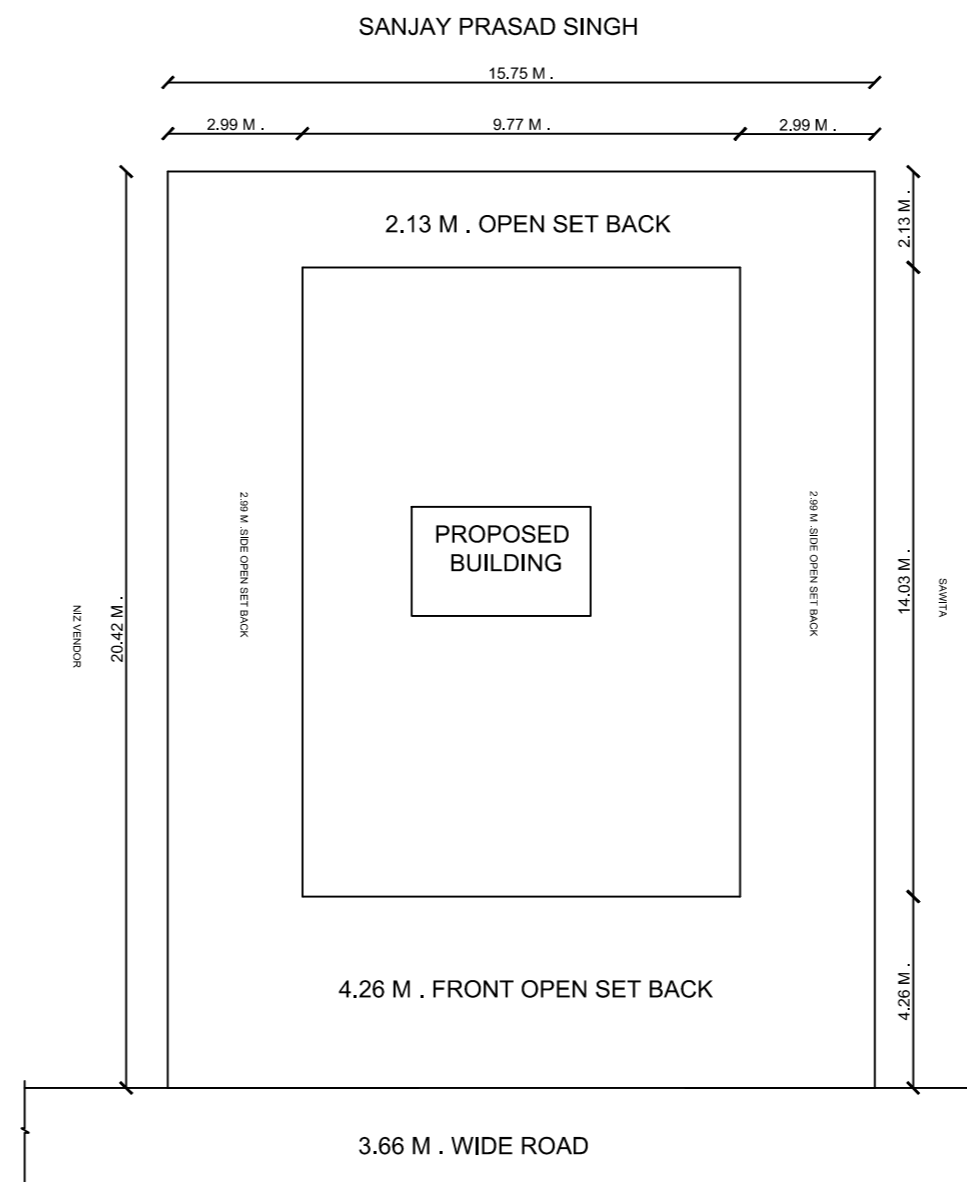 SANJAY PRASAD SINGH
15.75 M .
2.99 M .
9.77 M .
2.99 M .
2.13 M . OPEN SET BACK
2.13 M .
2.99 M .SIDE OPEN SET BACK
PROPOSED
BUILDING
2.99 M .SIDE OPEN SET BACK
14.03 M .
SAWITA
NIZ VENDOR
20.42 M .
4.26 M . FRONT OPEN SET BACK
4.26 M .
3.66 M . WIDE ROAD